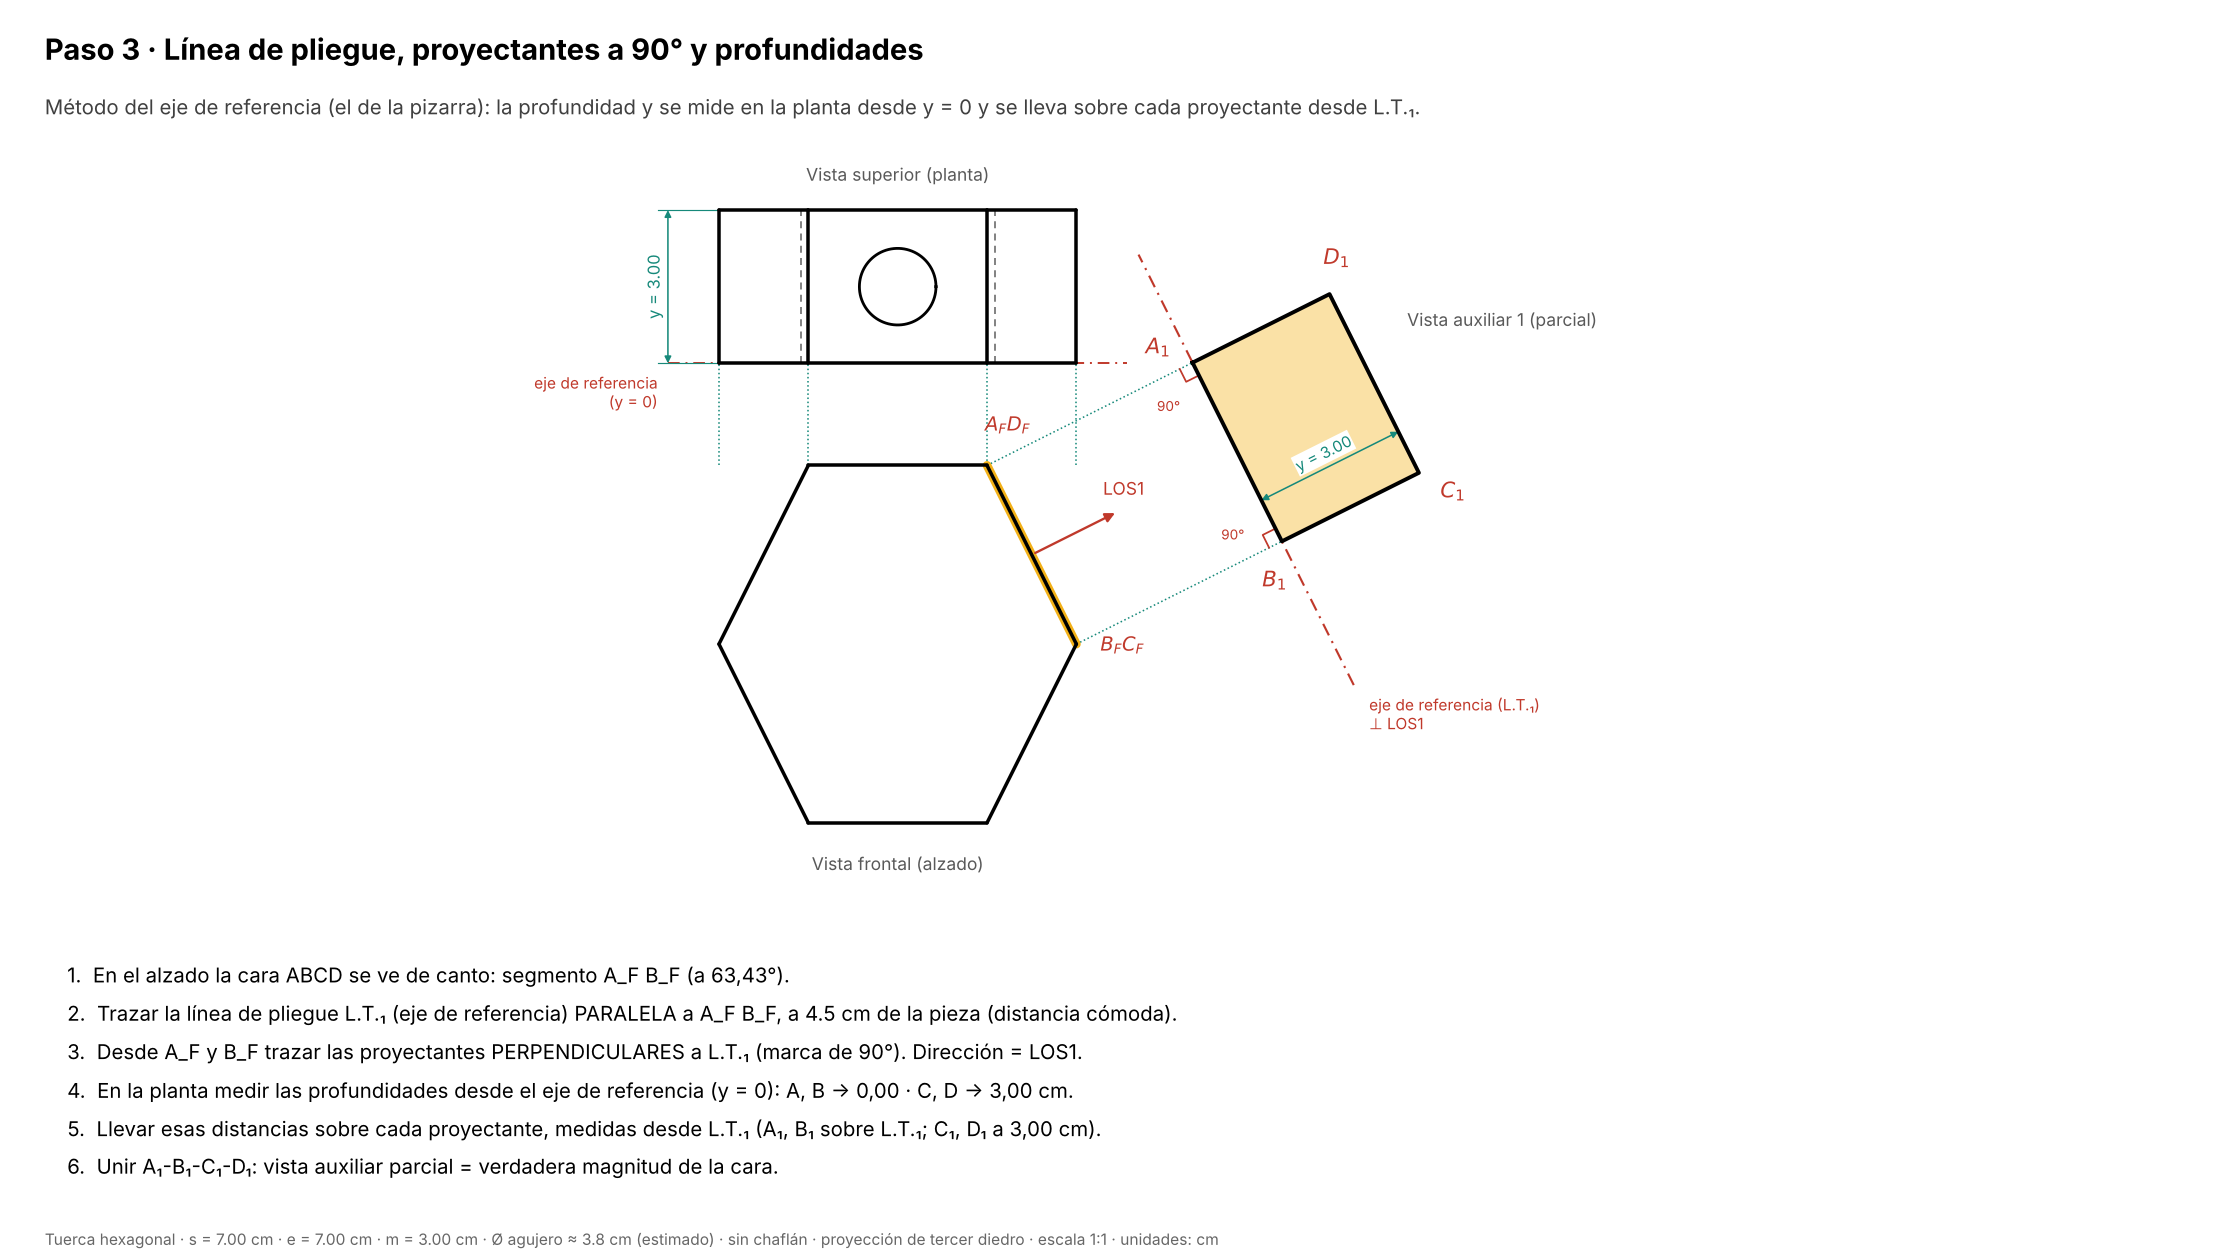 Paso 3 · Línea de pliegue, proyectantes a 90° y profundidades
Método del eje de referencia (el de la pizarra): la profundidad y se mide en la planta desde y = 0 y se lleva sobre cada proyectante desde L.T.₁.
Vista superior (planta)
y = 3.00
eje de referencia
(y = 0)
D₁
Vista auxiliar 1 (parcial)
A₁
90°
A_FD_F
y = 3.00
LOS1
C₁
90°
B₁
B_FC_F
eje de referencia (L.T.₁)
⊥ LOS1
Vista frontal (alzado)
1. En el alzado la cara ABCD se ve de canto: segmento A_F B_F (a 63,43°).
2. Trazar la línea de pliegue L.T.₁ (eje de referencia) PARALELA a A_F B_F, a 4.5 cm de la pieza (distancia cómoda).
3. Desde A_F y B_F trazar las proyectantes PERPENDICULARES a L.T.₁ (marca de 90°). Dirección = LOS1.
4. En la planta medir las profundidades desde el eje de referencia (y = 0): A, B → 0,00 · C, D → 3,00 cm.
5. Llevar esas distancias sobre cada proyectante, medidas desde L.T.₁ (A₁, B₁ sobre L.T.₁; C₁, D₁ a 3,00 cm).
6. Unir A₁-B₁-C₁-D₁: vista auxiliar parcial = verdadera magnitud de la cara.
Tuerca hexagonal · s = 7.00 cm · e = 7.00 cm · m = 3.00 cm · Ø agujero ≈ 3.8 cm (estimado) · sin chaflán · proyección de tercer diedro · escala 1:1 · unidades: cm